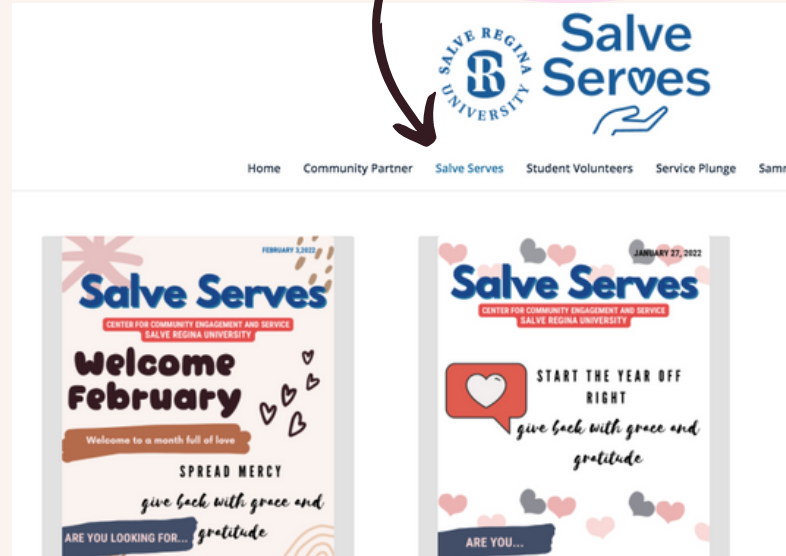 SALVE REGINA UNIVERSITY
SR
Salve
Serves
Home Community Partner Salve Serves Student Volunteers Service Plunge
FEBRUARY 3,2022
Salve Serves
CENTER FOR COMMUNITY ENGAGEMENT AND SERVICE
SALVE REGINA UNIVERSITY
Welcome
February
Welcome to a month full of love
SPREAD MERCY
give back with grace and
gratitude
ARE YOU LOOKING FOR...
JANUARY 27, 2022
Salve Serves
CENTER FOR COMMUNITY ENGAGEMENT AND SERVICE
SALVE REGINA UNIVERSITY
START THE YEAR OFF
RIGHT
give back with grace and
gratitude
ARE YOU...